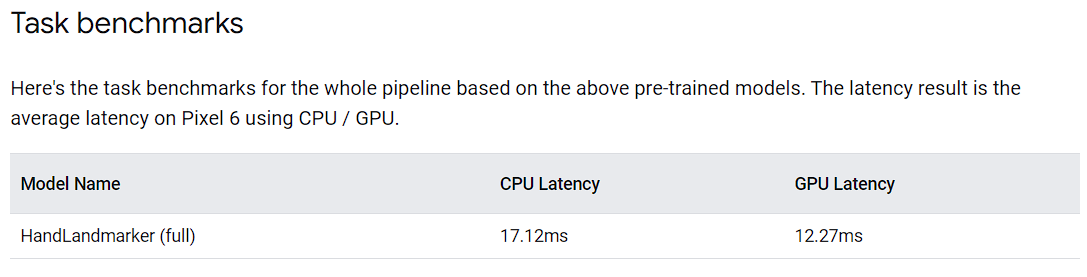 Task benchmarks
Here's the task benchmarks for the whole pipeline based on the above pre-trained models. The latency result is the
average latency on Pixel 6 using CPU / GPU.
Model Name CPU Latency GPU Latency
HandLandmarker (full) 17.12ms 12.27ms